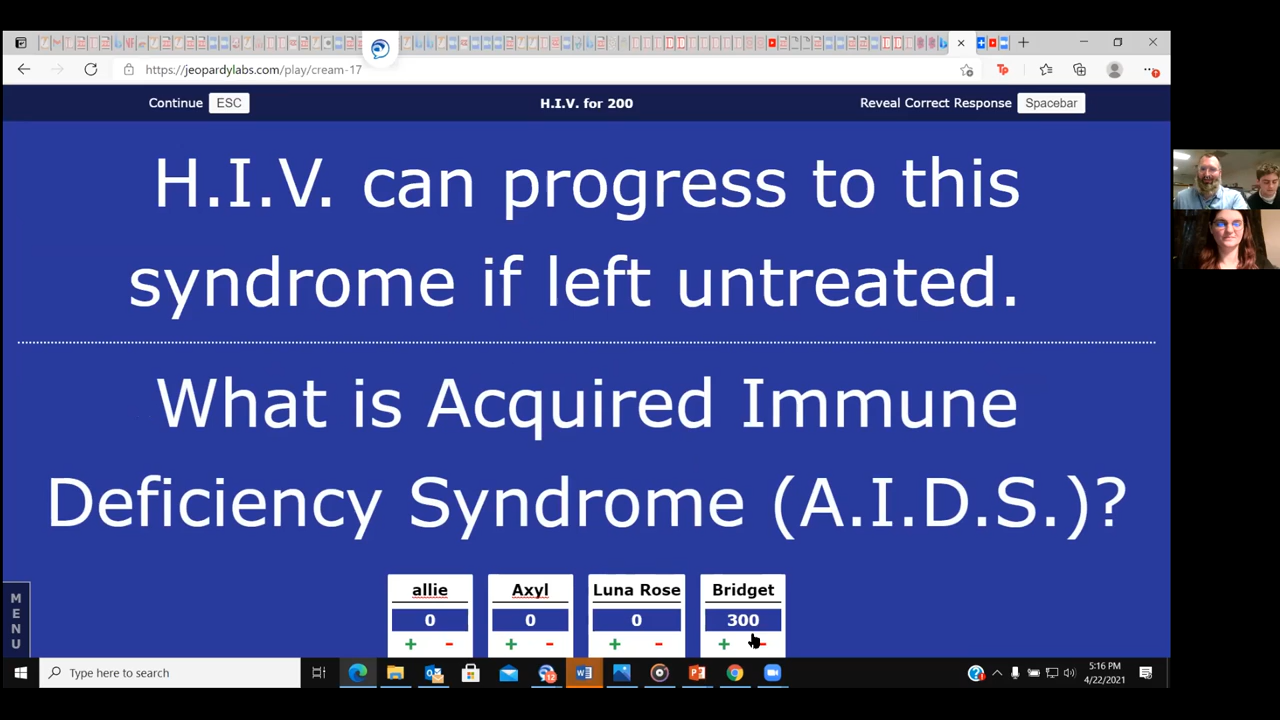 https://jeopardylabs.com/play/cream-17
Continue ESC
H.I.V. for 200
Reveal Correct Response Spacebar
H.I.V. can progress to this
syndrome if left untreated.
What is Acquired Immune
Deficiency Syndrome (A.I.D.S.)?
MENU
allie Axyl Luna Rose Bridget
0 0 0 300
+ - + - + - + -
Type here to search
12
5:16 PM
4/22/2021